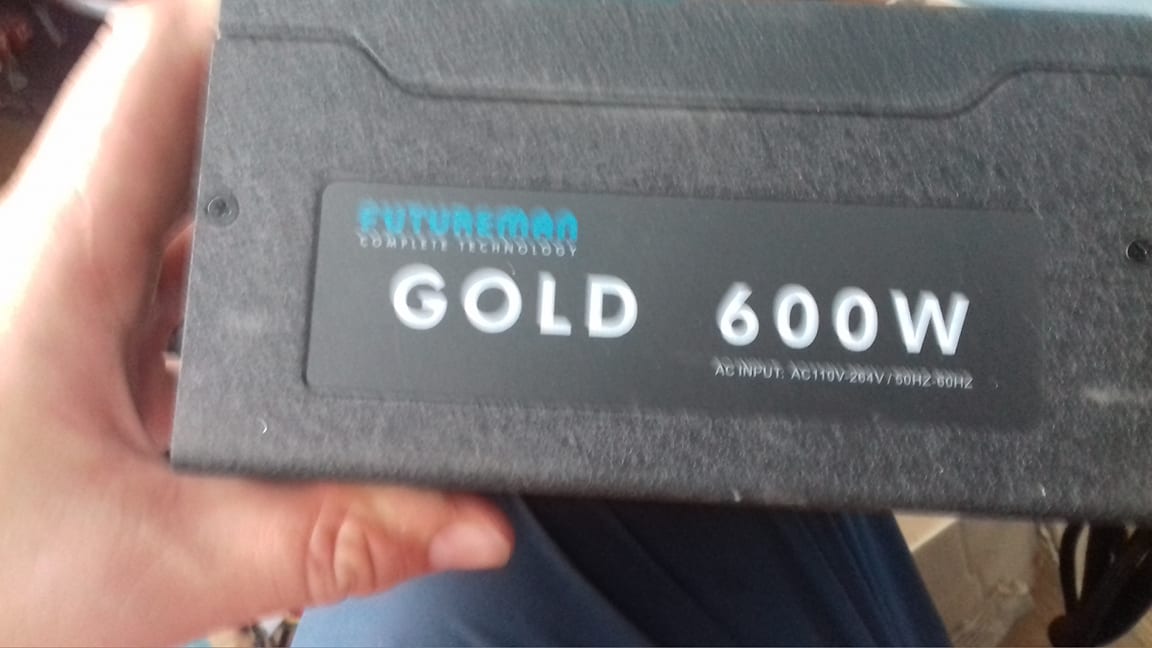 FUTUREMAN
COMPLETE TECHNOLOGY
GOLD 600W
AC INPUT: AC110V-264V / 50HZ-60HZ